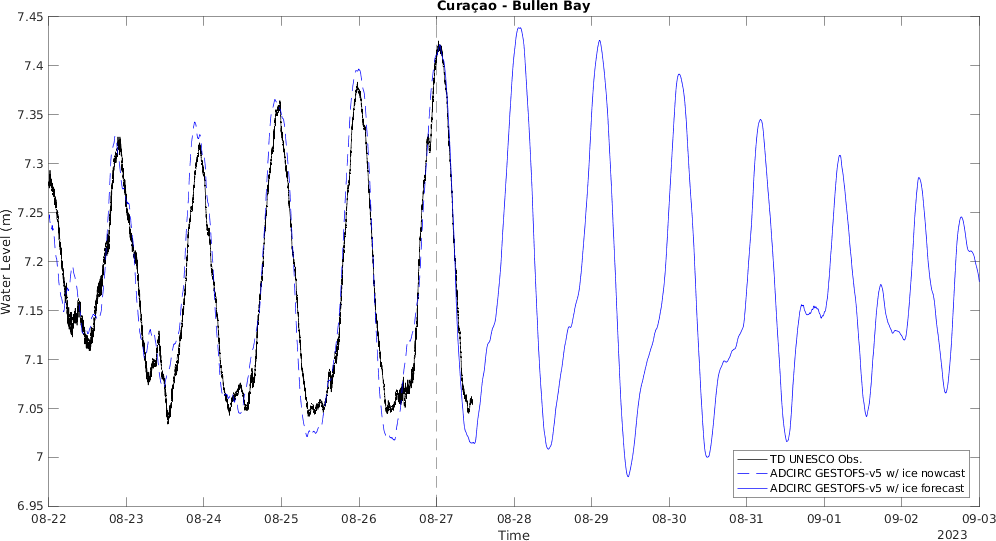 Curaçao - Bullen Bay
7.45
7.4
7.35
7.3
7.25
7.2
7.15
7.1
7.05
7
6.95
Water Level (m)
TD UNESCO Obs.
ADCIRC GESTOFS-v5 w/ ice nowcast
ADCIRC GESTOFS-v5 w/ ice forecast
08-22 08-23 08-24 08-25 08-26 08-27 08-28 08-29 08-30 08-31 09-01 09-02 09-03
Time
2023